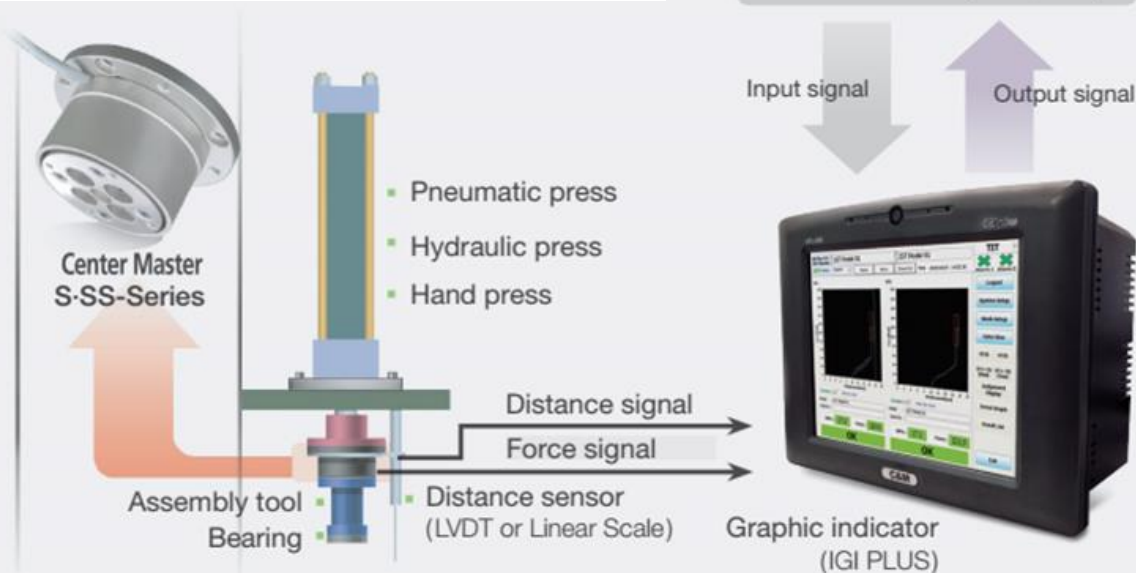 Input signal
Output signal
Pneumatic press
Hydraulic press
Hand press
Center Master
S·SS-Series
Distance signal
Force signal
Assembly tool
Bearing
Distance sensor
(LVDT or Linear Scale)
Graphic indicator
(IGI PLUS)
OK
OK
Exit
C&M